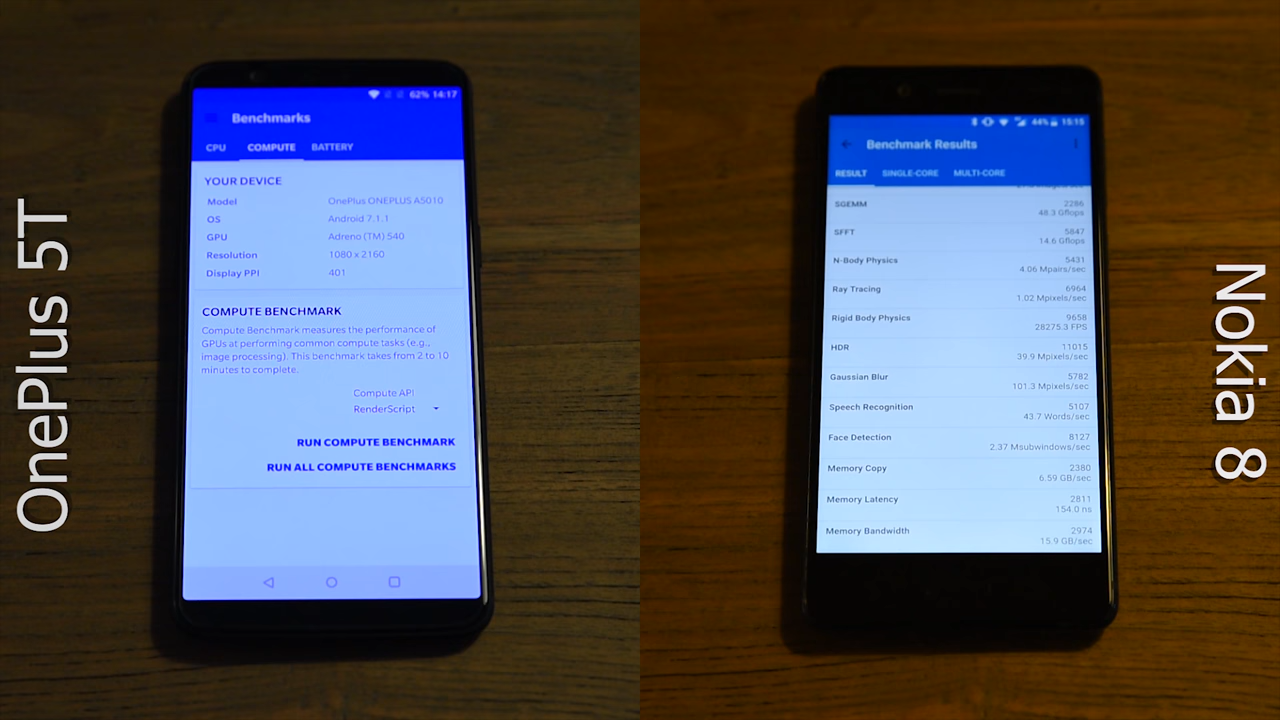 OnePlus 5T
62% 14:17
Benchmarks
CPU COMPUTE BATTERY
YOUR DEVICE
Model OnePlus ONEPLUS A5010
OS Android 7.1.1
GPU Adreno (TM) 540
Resolution 1080 x 2160
Display PPI 401
COMPUTE BENCHMARK
Compute Benchmark measures the performance of
GPUs at performing common compute tasks (e.g.,
image processing). This benchmark takes from 2 to 10
minutes to complete.
Compute API
RenderScript
RUN COMPUTE BENCHMARK
RUN ALL COMPUTE BENCHMARKS
44% 15:15
Benchmark Results
RESULT SINGLE-CORE MULTI-CORE
SGEMM 2286
48.3 Gflops
SFFT 5847
14.6 Gflops
N-Body Physics 5431
4.06 Mpairs/sec
Ray Tracing 6964
1.02 Mpixels/sec
Rigid Body Physics 9658
28275.3 FPS
HDR 11015
39.9 Mpixels/sec
Gaussian Blur 5782
101.3 Mpixels/sec
Speech Recognition 5107
43.7 Words/sec
Face Detection 8127
2.37 Msubwindows/sec
Memory Copy 2380
6.59 GB/sec
Memory Latency 2811
154.0 ns
Memory Bandwidth 2974
15.9 GB/sec
Nokia 8